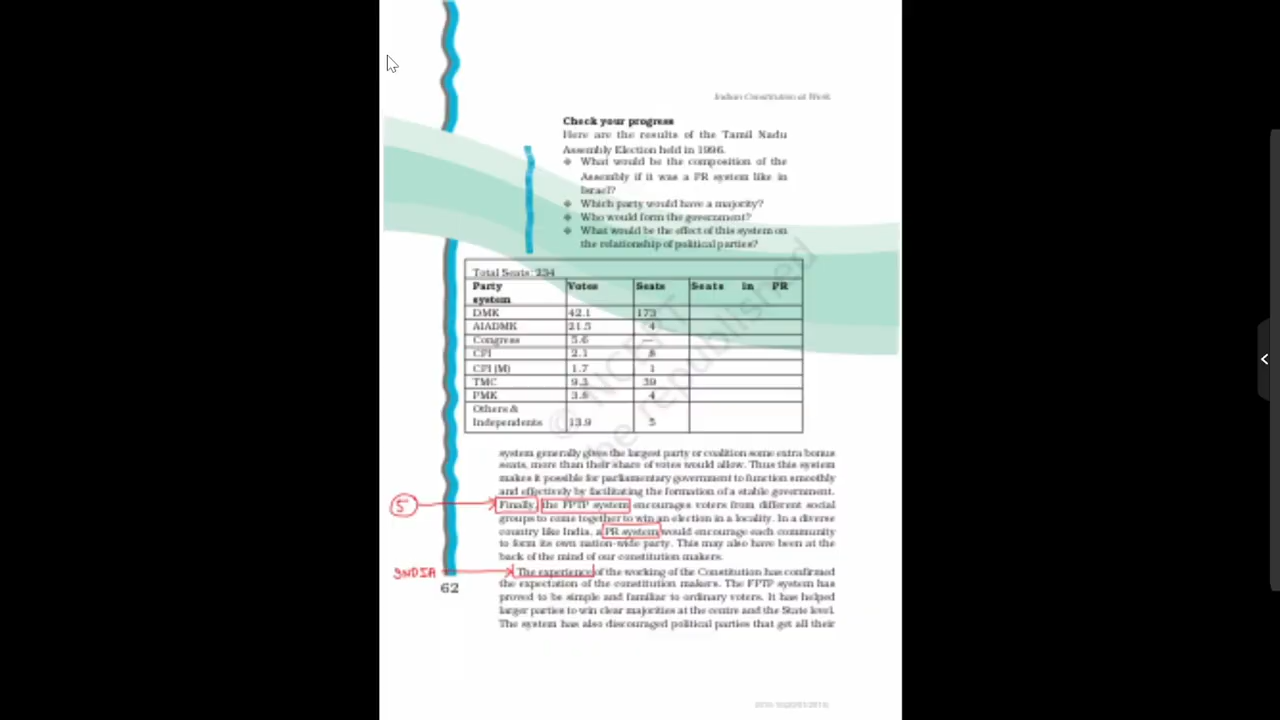 Indian Constitution at Work
Check your progress
Here are the results of the Tamil Nadu
Assembly Election held in 1996.
❖ What would be the composition of the
Assembly if it was a PR system like in
Israel?
❖ Which party would have a majority?
❖ Who would form the government?
❖ What would be the effect of this system on
the relationship of political parties?
Total Seats: 234
Party system Votes Seats Seats in PR
DMK 42.1 173
AIADMK 21.5 4
Congress 5.6 —
CPI 2.1 8
CPI (M) 1.7 1
TMC 9.3 39
PMK 3.8 4
Others &
Independents 13.9 5
© NCERT
be republished
system generally gives the largest party or coalition some extra bonus
seats, more than their share of votes would allow. Thus this system
makes it possible for parliamentary government to function smoothly
and effectively by facilitating the formation of a stable government.
5 Finally, the FPTP system encourages voters from different social
groups to come together to win an election in a locality. In a diverse
country like India, a PR system would encourage each community
to form its own nation-wide party. This may also have been at the
back of the mind of our constitution makers.
INDIA The experience of the working of the Constitution has confirmed
the expectation of the constitution makers. The FPTP system has
62
proved to be simple and familiar to ordinary voters. It has helped
larger parties to win clear majorities at the centre and the State level.
The system has also discouraged political parties that get all their